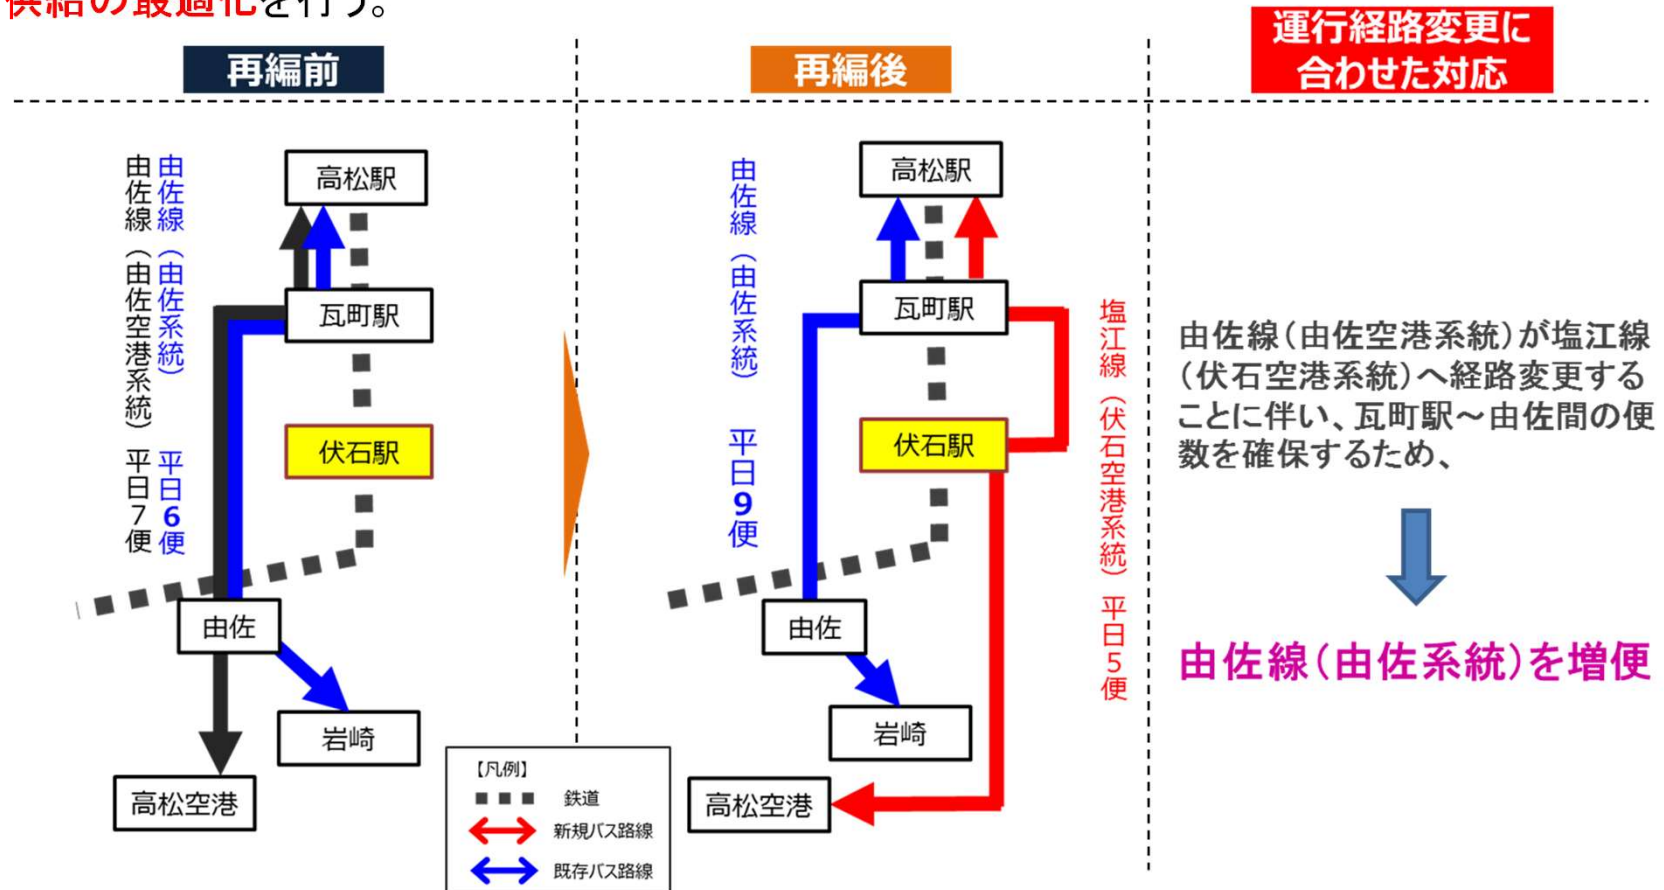 供給の最適化を行う。
再編前
再編後
運行経路変更に
合わせた対応
由佐線（由佐空港系統）平日７便
由佐線（由佐系統） 平日6便
高松駅
瓦町駅
伏石駅
由佐
岩崎
高松空港
由佐線（由佐系統） 平日9便
高松駅
瓦町駅
伏石駅
由佐
岩崎
高松空港
塩江線（伏石空港系統）平日５便
【凡例】
鉄道
新規バス路線
既存バス路線
由佐線(由佐空港系統)が塩江線
(伏石空港系統)へ経路変更する
ことに伴い、瓦町駅～由佐間の便
数を確保するため、
由佐線(由佐系統)を増便